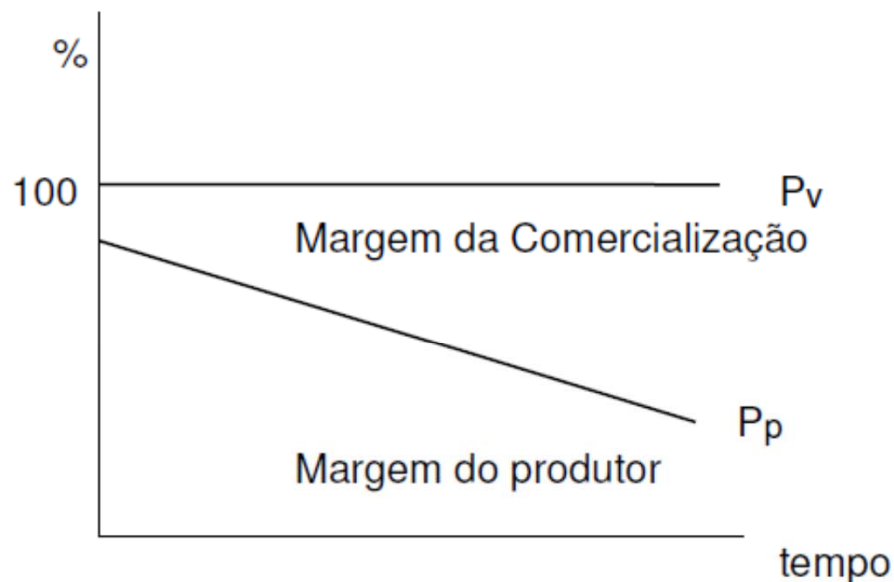 %
100
Pv
Margem da Comercialização
Pp
Margem do produtor
tempo